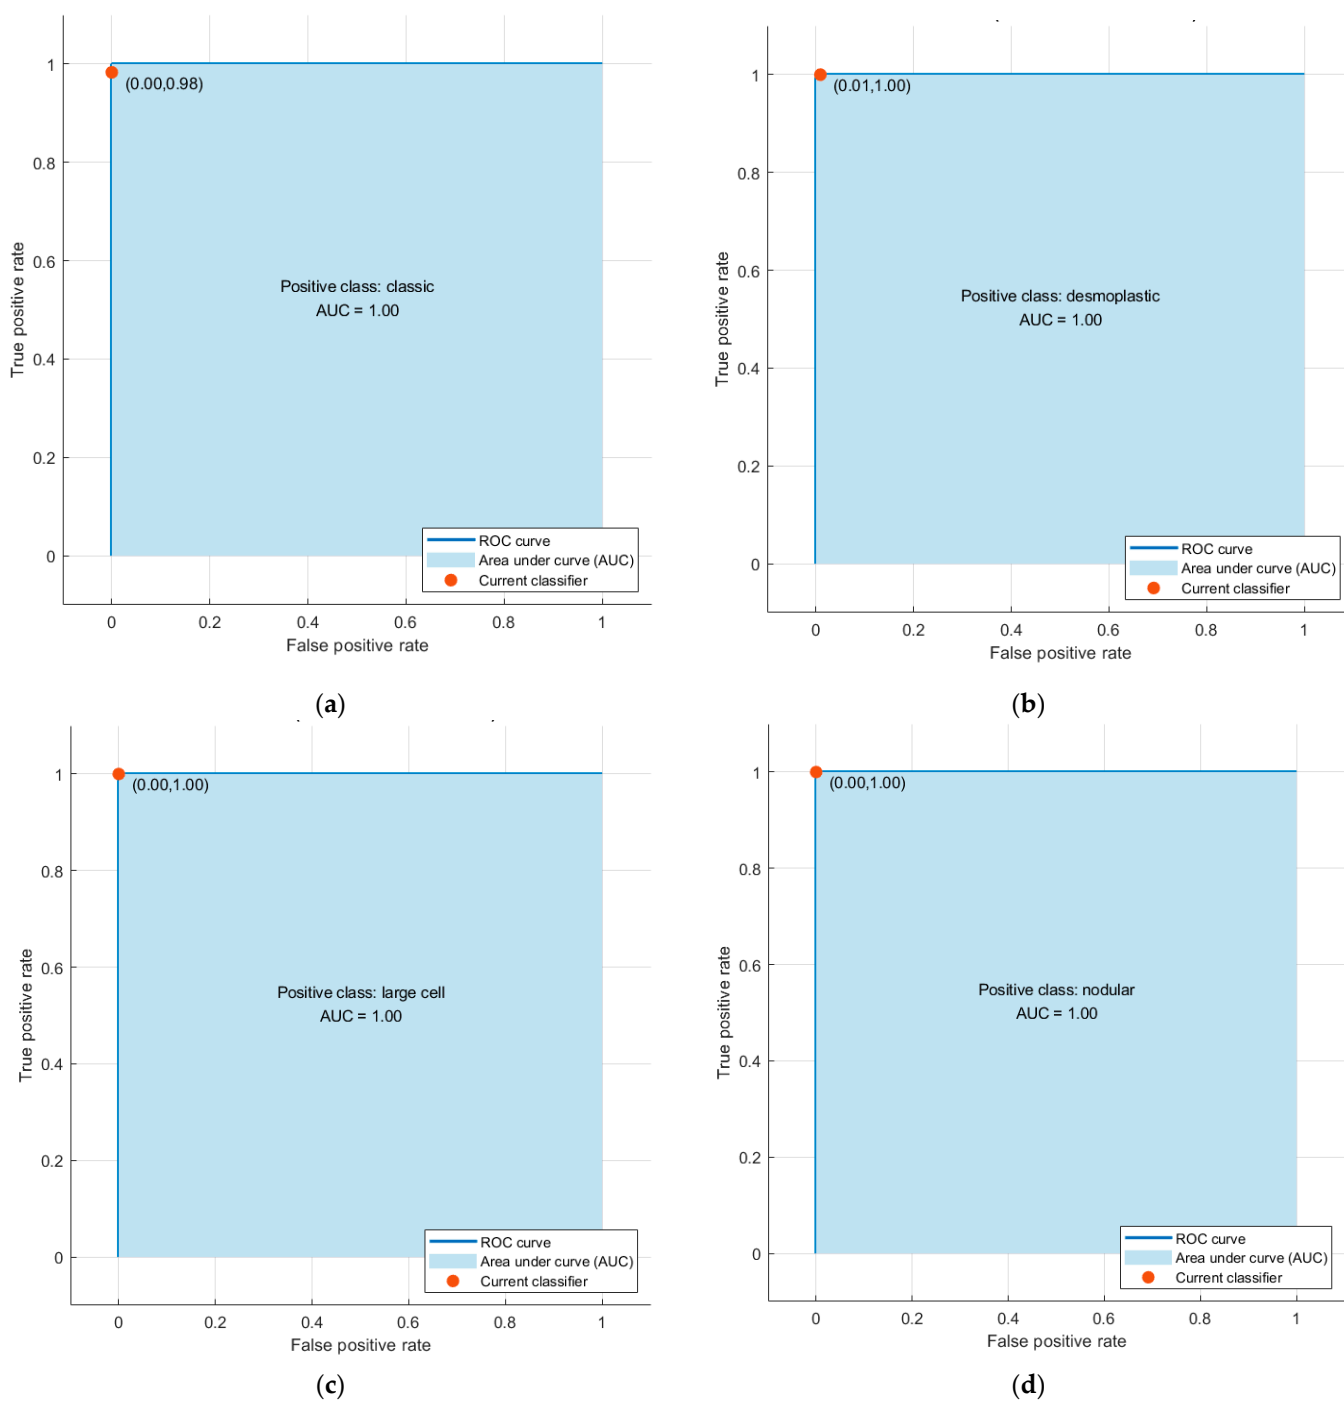 1
(0.00,0.98)
0.8
0.6
0.4
0.2
0
True positive rate
Positive class: classic
AUC = 1.00
ROC curve
Area under curve (AUC)
Current classifier
0 0.2 0.4 0.6 0.8 1
False positive rate
(a)
1
(0.01,1.00)
0.8
0.6
0.4
0.2
0
True positive rate
Positive class: desmoplastic
AUC = 1.00
ROC curve
Area under curve (AUC)
Current classifier
0 0.2 0.4 0.6 0.8 1
False positive rate
(b)
1
(0.00,1.00)
0.8
0.6
0.4
0.2
0
True positive rate
Positive class: large cell
AUC = 1.00
ROC curve
Area under curve (AUC)
Current classifier
0 0.2 0.4 0.6 0.8 1
False positive rate
(c)
1
(0.00,1.00)
0.8
0.6
0.4
0.2
0
True positive rate
Positive class: nodular
AUC = 1.00
ROC curve
Area under curve (AUC)
Current classifier
0 0.2 0.4 0.6 0.8 1
False positive rate
(d)